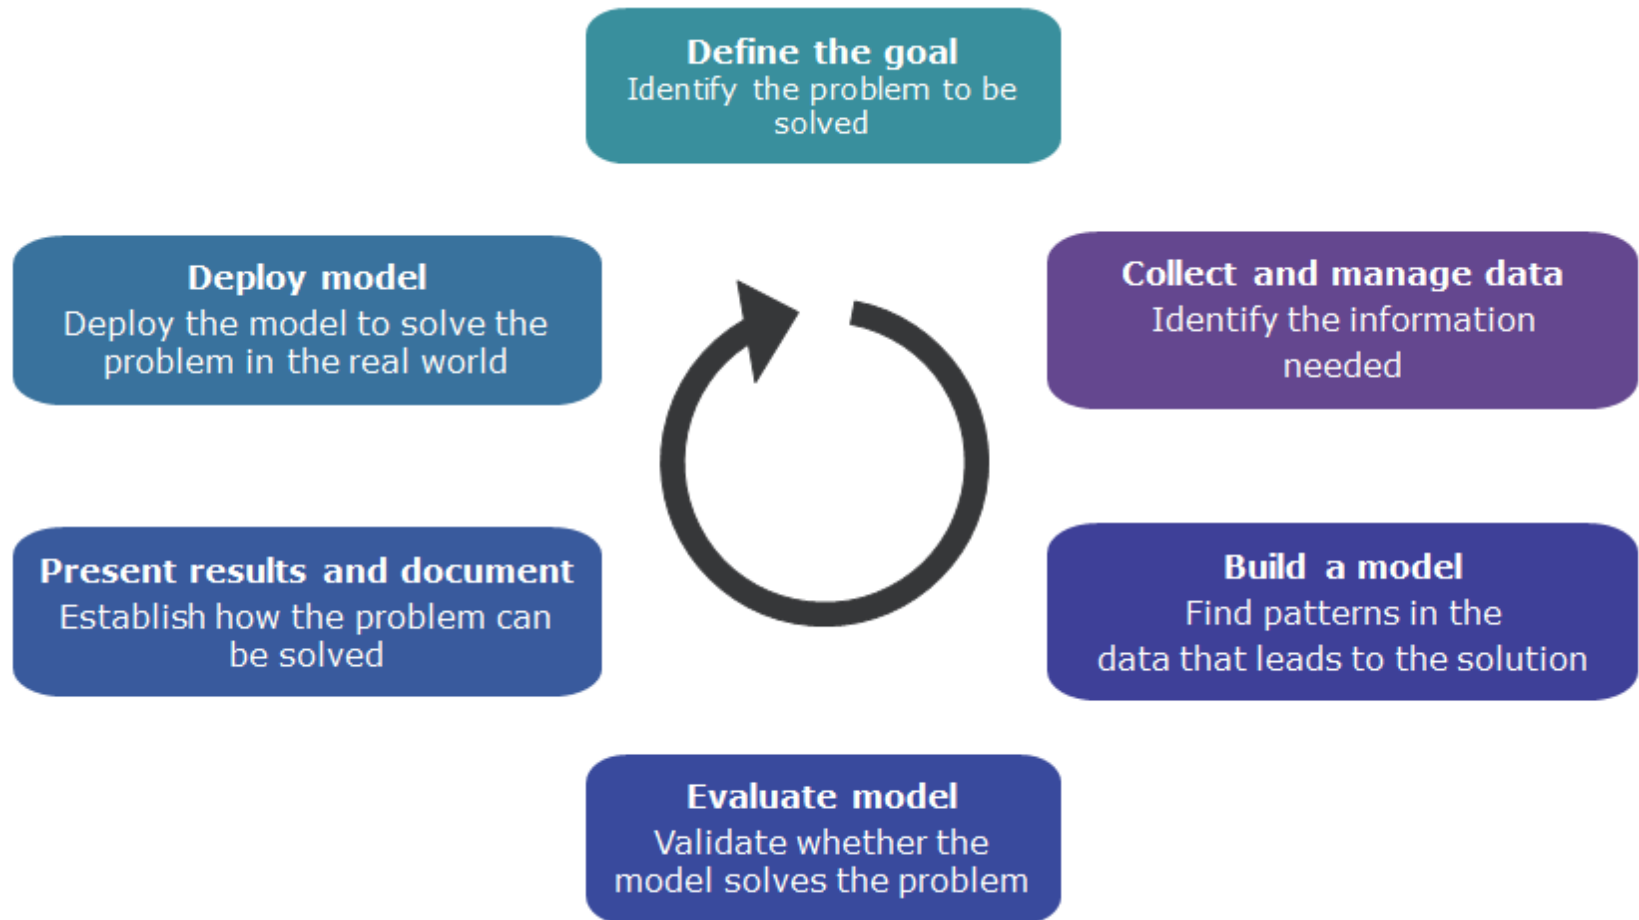 Define the goal
Identify the problem to be
solved
Collect and manage data
Identify the information
needed
Build a model
Find patterns in the
data that leads to the solution
Evaluate model
Validate whether the
model solves the problem
Present results and document
Establish how the problem can
be solved
Deploy model
Deploy the model to solve the
problem in the real world